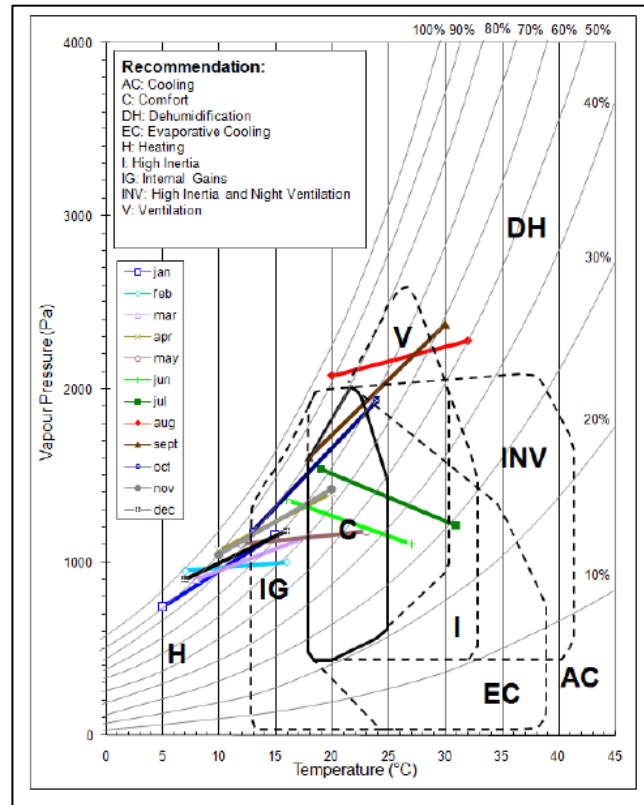 100% 90% 80% 70% 60% 50%
4000
Recommendation:
AC: Cooling
C: Comfort
DH: Dehumidification
EC: Evaporative Cooling
H: Heating
I: High Inertia
IG: Internal Gains
INV: High Inertia and Night Ventilation
V: Ventilation
40%
3000
DH
30%
jan
feb
mar
apr
may
jun
jul
aug
sept
oct
nov
dec
Vapour Pressure (Pa)
V
2000
20%
INV
C
1000
10%
IG
I
H
AC
EC
0
0 5 10 15 20 25 30 35 40 45
Temperature (°C)